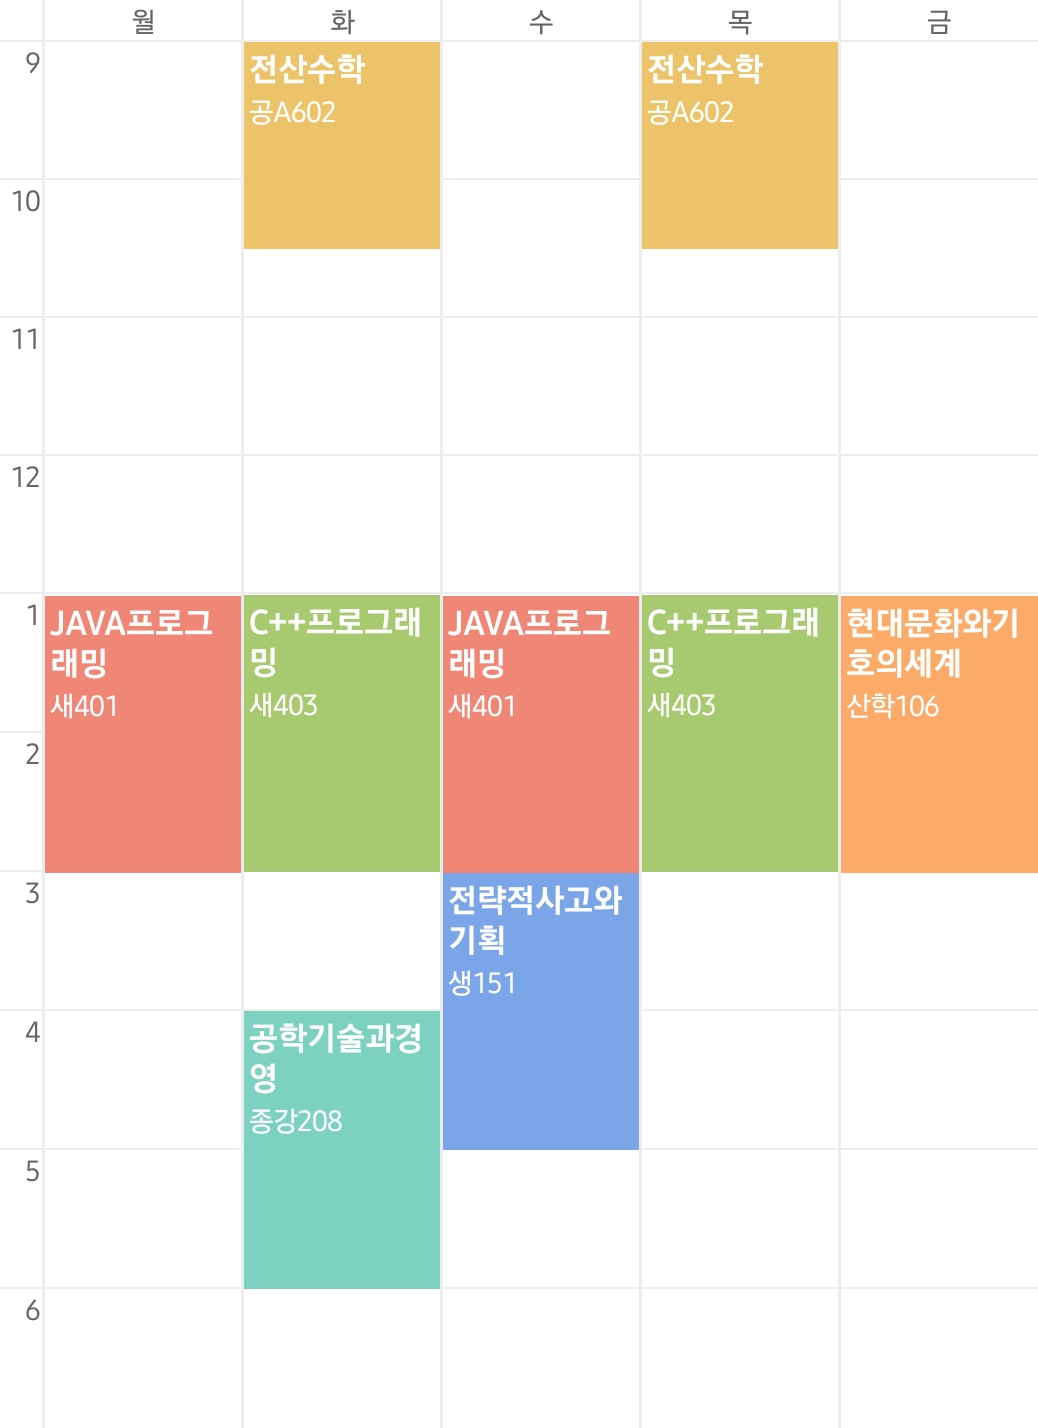 월 화 수 목 금
9
전산수학
공A602
전산수학
공A602
10
11
12
1
JAVA프로그
래밍
새401
C++프로그래
밍
새403
JAVA프로그
래밍
새401
C++프로그래
밍
새403
현대문화와기
호의세계
산학106
2
3
전략적사고와
기획
생151
4
공학기술과경
영
종강208
5
6